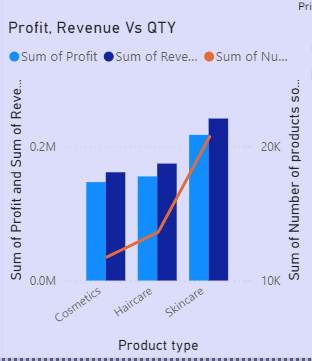 Pri
Profit, Revenue Vs QTY
Sum of Profit Sum of Reve... Sum of Nu...
Sum of Profit and Sum of Reve...
0.2M
0.0M
20K
10K
Sum of Number of products so...
Cosmetics
Haircare
Skincare
Product type